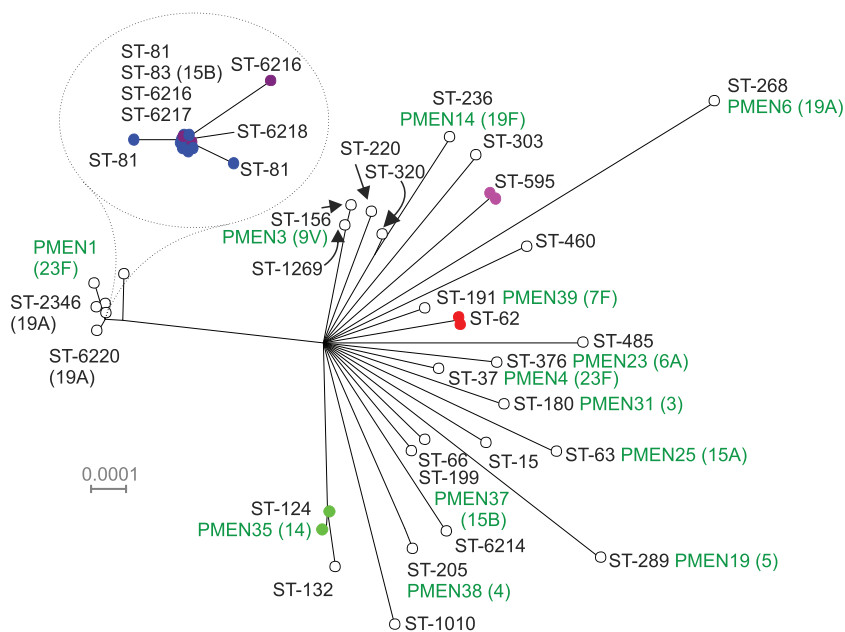 ST-81
ST-83 (15B)
ST-6216
ST-6217
ST-6216
ST-6218
ST-81
ST-81
ST-236
PMEN14 (19F)
ST-303
ST-268
PMEN6 (19A)
ST-220
ST-320
ST-595
ST-156
PMEN3 (9V)
ST-1269
ST-460
PMEN1
(23F)
ST-2346
(19A)
ST-6220
(19A)
ST-191 PMEN39 (7F)
ST-62
ST-485
ST-376 PMEN23 (6A)
ST-37 PMEN4 (23F)
ST-180 PMEN31 (3)
ST-63 PMEN25 (15A)
ST-15
ST-66
ST-199
PMEN37
(15B)
0.0001
ST-124
PMEN35 (14)
ST-6214
ST-289 PMEN19 (5)
ST-205
PMEN38 (4)
ST-132
ST-1010